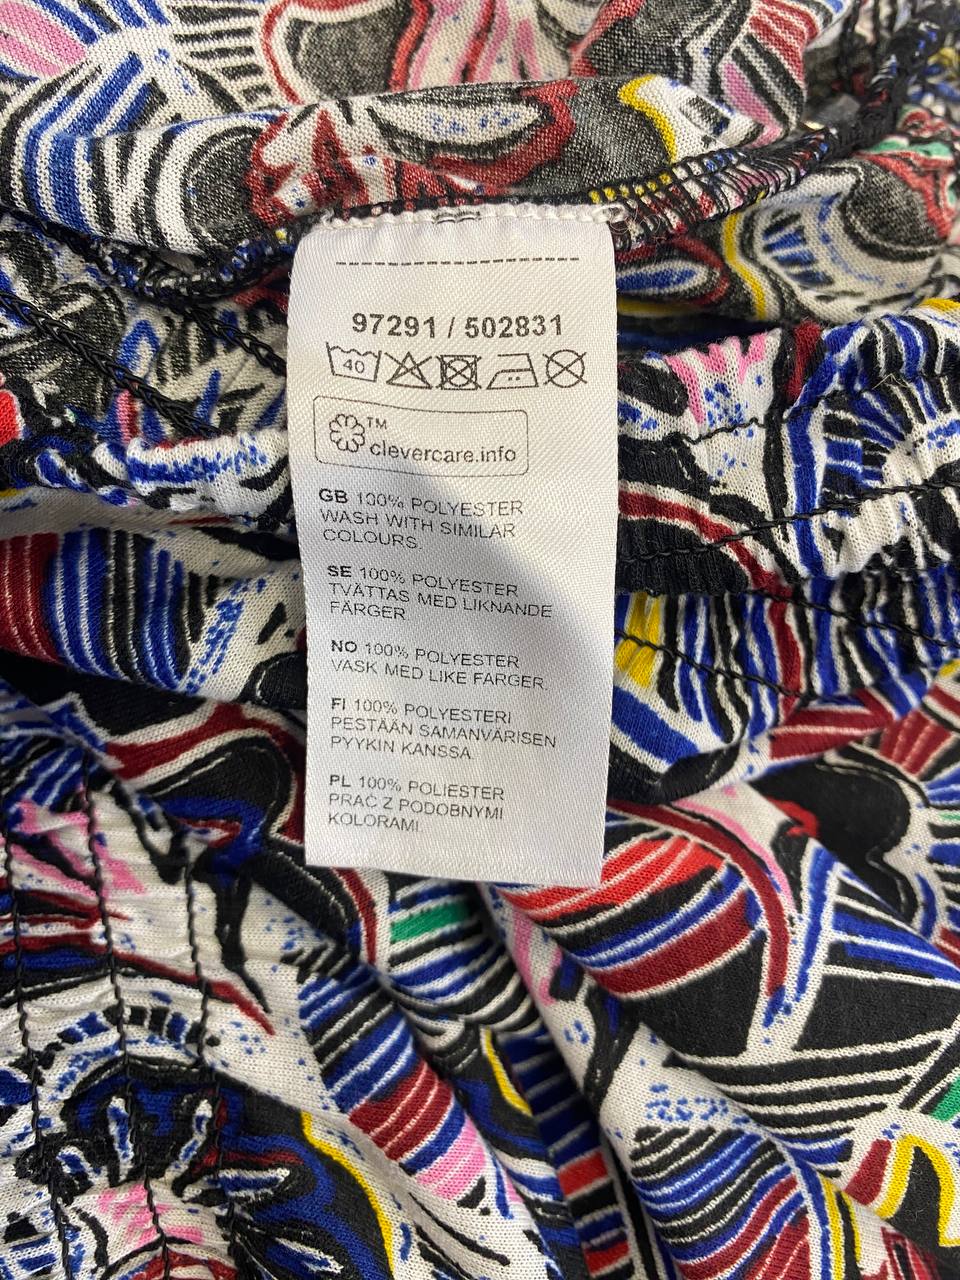 97291 / 502831
40
TM
clevercare.info
GB 100% POLYESTER
WASH WITH SIMILAR
COLOURS.
SE 100% POLYESTER
TVÄTTAS MED LIKNANDE
FÄRGER
NO 100% POLYESTER
VASK MED LIKE FARGER.
FI 100% POLYESTERI
PESTÄÄN SAMANVÄRISEN
PYYKIN KANSSA.
PL 100% POLIESTER
PRAĆ Z PODOBNYMI
KOLORAMI.